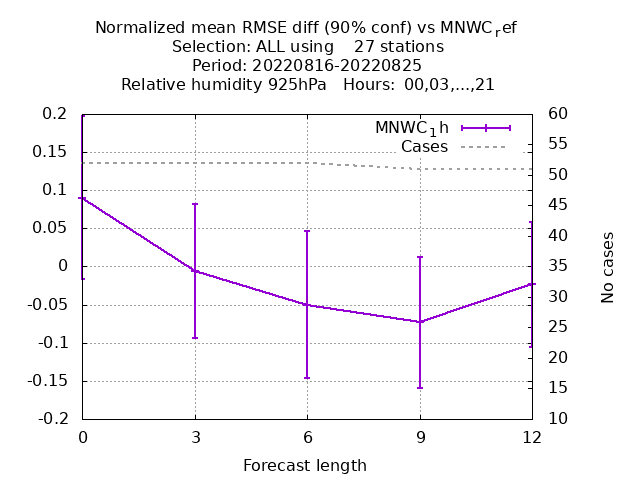 Normalized mean RMSE diff (90% conf) vs MNWCref
Selection: ALL using 27 stations
Period: 20220816-20220825
Relative humidity 925hPa Hours: 00,03,...,21
MNWC1h
Cases
0.2
0.15
0.1
0.05
0
-0.05
-0.1
-0.15
-0.2
60
55
50
45
40
35
30
25
20
15
10
No cases
0 3 6 9 12
Forecast length